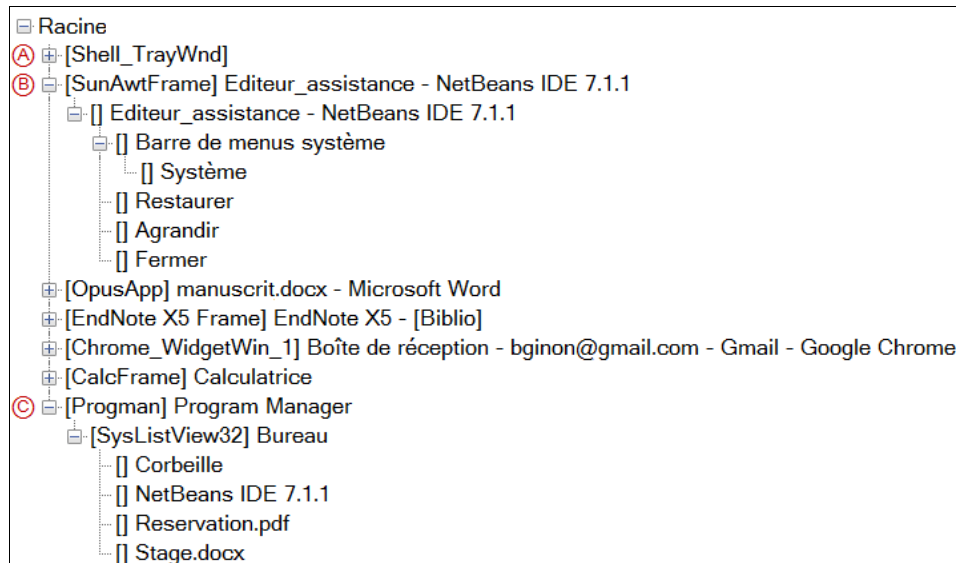 Racine
A [Shell_TrayWnd]
B [SunAwtFrame] Editeur_assistance - NetBeans IDE 7.1.1
[] Editeur_assistance - NetBeans IDE 7.1.1
[] Barre de menus système
[] Système
[] Restaurer
[] Agrandir
[] Fermer
[OpusApp] manuscrit.docx - Microsoft Word
[EndNote X5 Frame] EndNote X5 - [Biblio]
[Chrome_WidgetWin_1] Boîte de réception - bginon@gmail.com - Gmail - Google Chrome
[CalcFrame] Calculatrice
C [Progman] Program Manager
[SysListView32] Bureau
[] Corbeille
[] NetBeans IDE 7.1.1
[] Reservation.pdf
[] Stage.docx